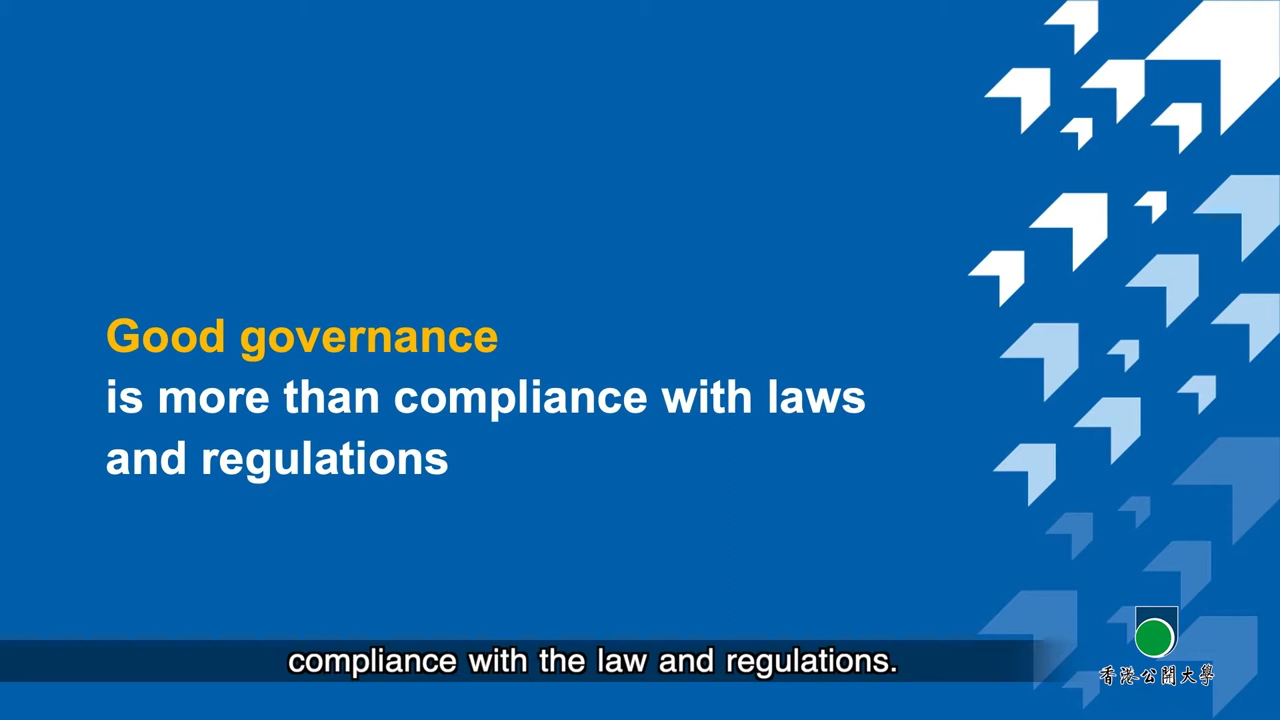 Good governance
is more than compliance with laws
and regulations
compliance with the law and regulations.
香港公開大學